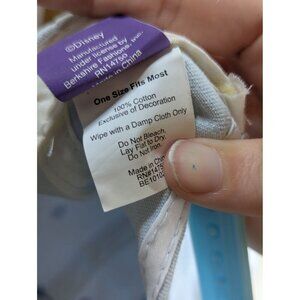 ©Disney
Manufactured
under license by
Berkshire Fashions, Inc.
RN14750
Made in China
One Size Fits Most
100% Cotton
Exclusive of Decoration
Wipe with a Damp Cloth Only
Do Not Bleach.
Lay Flat to Dry.
Do Not Iron.
Made in